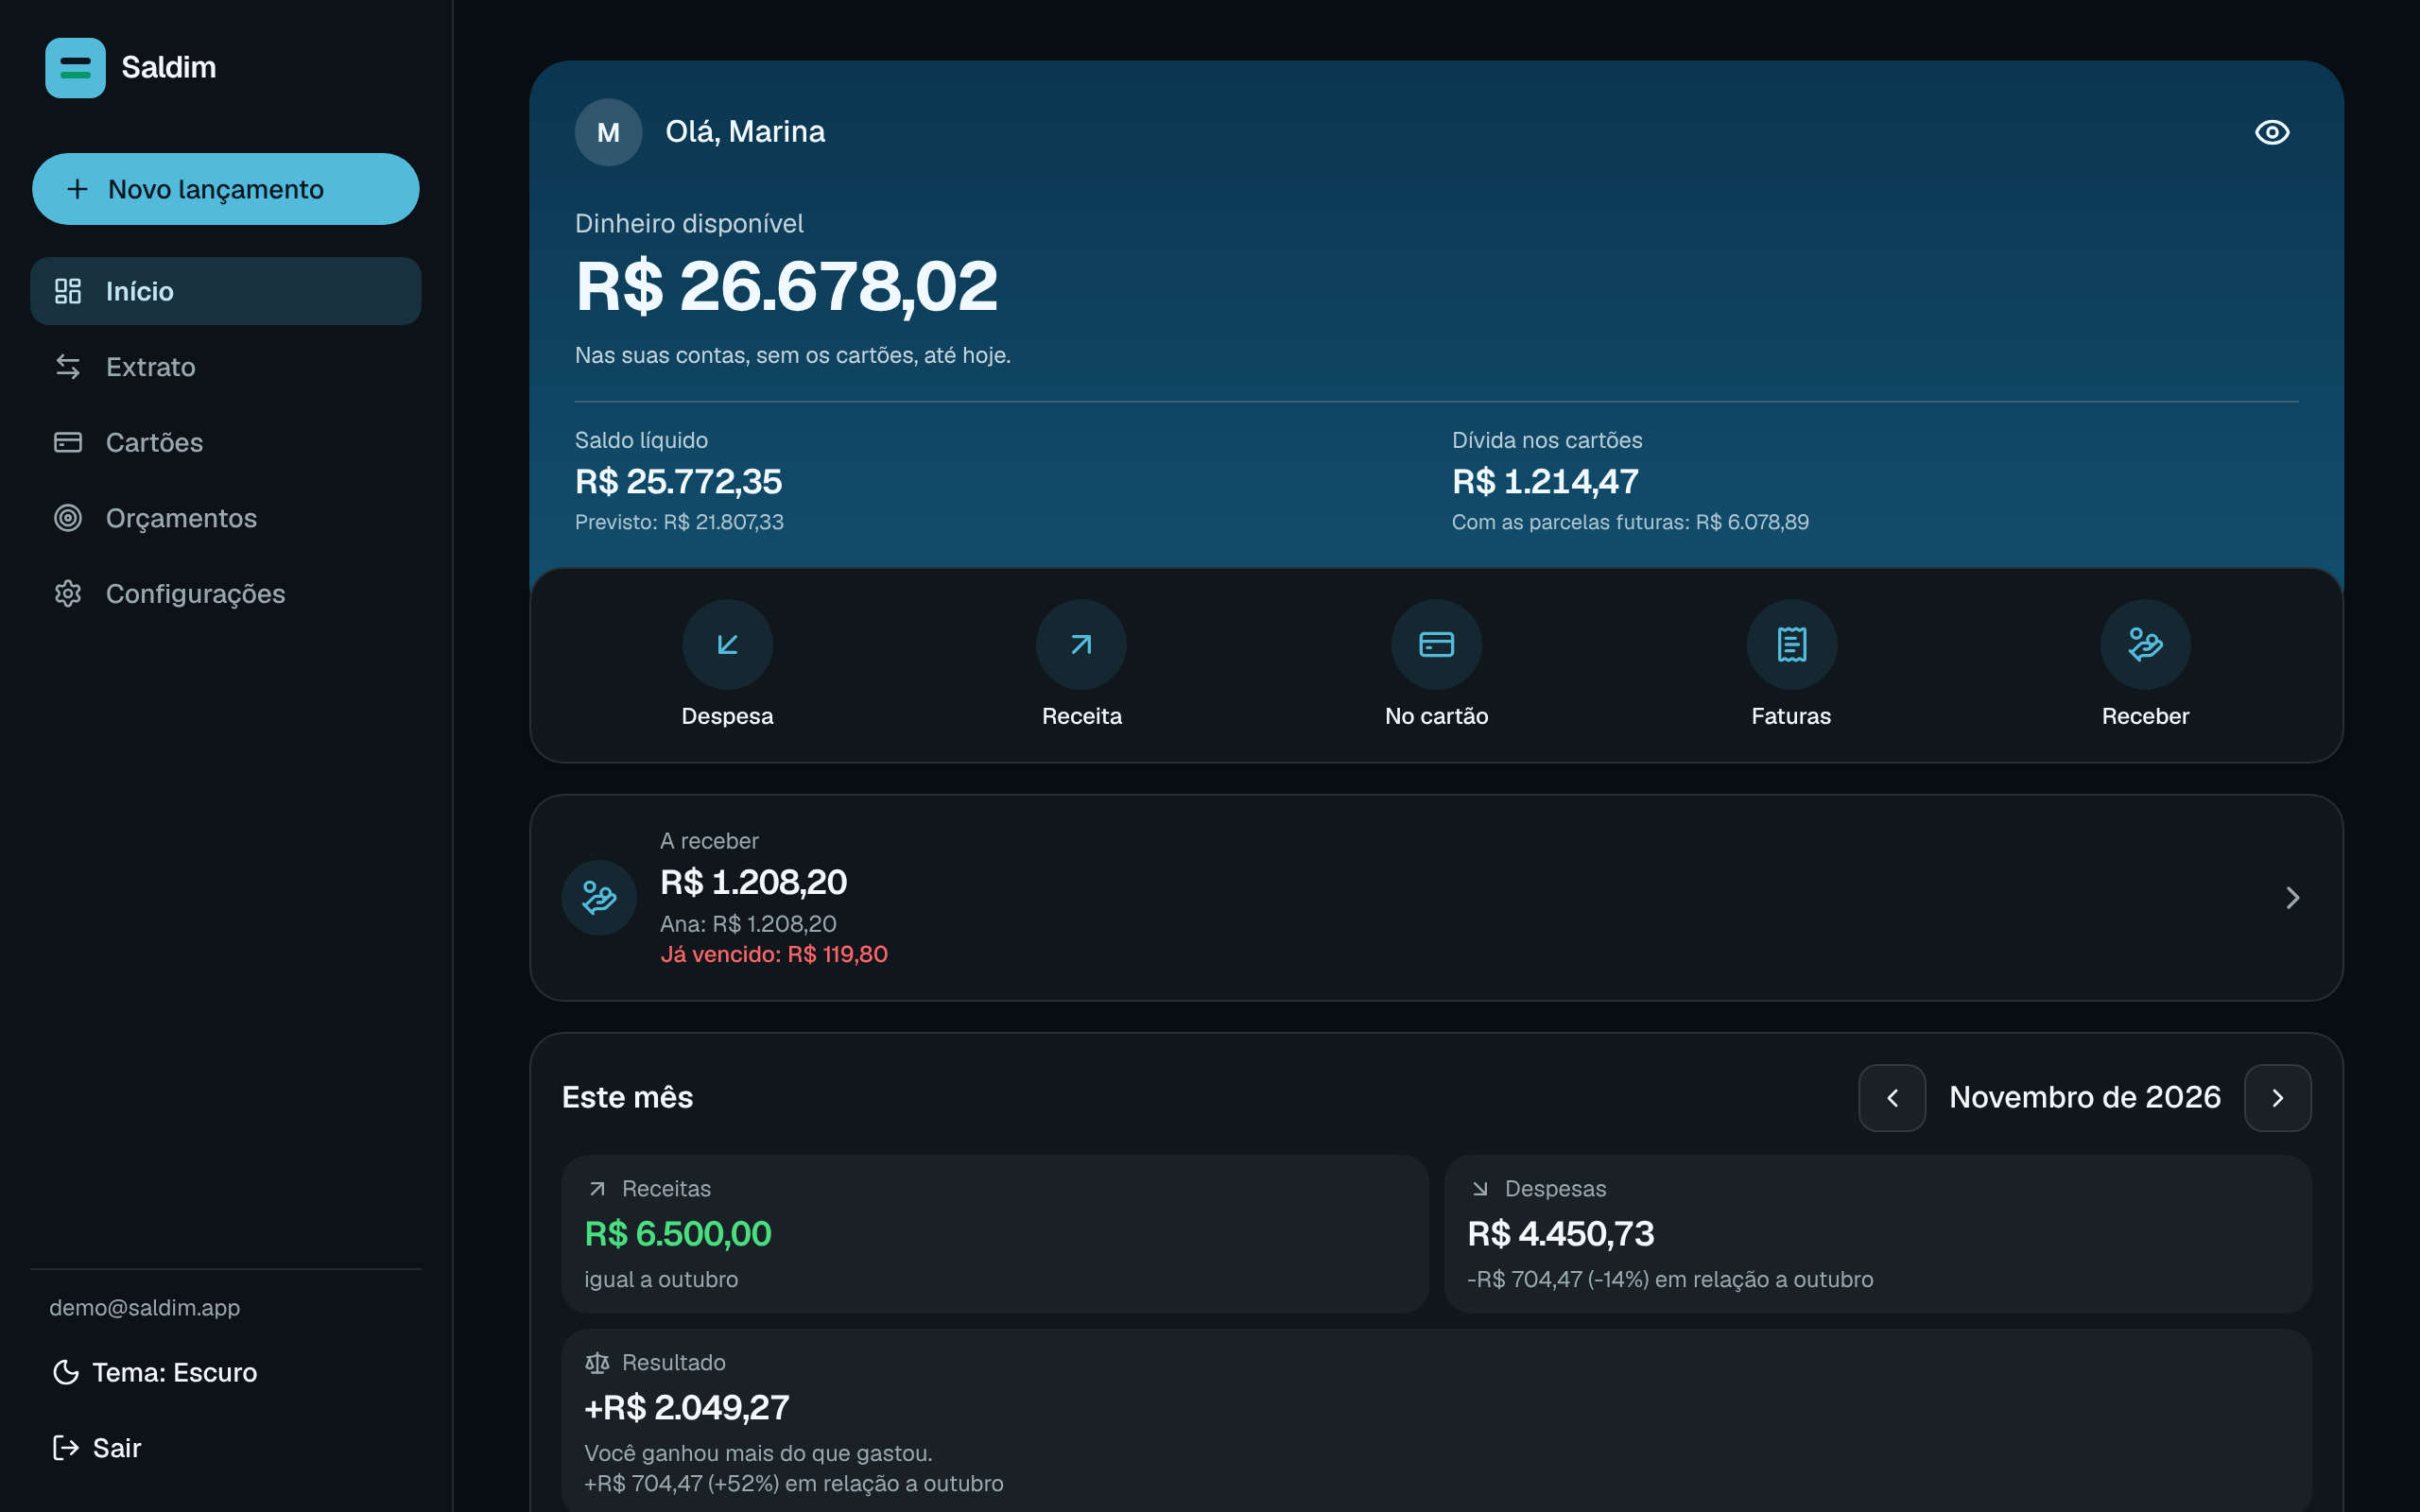 Saldim
Novo lançamento
Início
Extrato
Cartões
Orçamentos
Configurações
demo@saldim.app
Tema: Escuro
Sair
M
Olá, Marina
Dinheiro disponível
R$ 26.678,02
Nas suas contas, sem os cartões, até hoje.
Saldo líquido
R$ 25.772,35
Previsto: R$ 21.807,33
Dívida nos cartões
R$ 1.214,47
Com as parcelas futuras: R$ 6.078,89
Despesa
Receita
No cartão
Faturas
Receber
A receber
R$ 1.208,20
Ana: R$ 1.208,20
Já vencido: R$ 119,80
Este mês
Novembro de 2026
Receitas
R$ 6.500,00
igual a outubro
Despesas
R$ 4.450,73
-R$ 704,47 (-14%) em relação a outubro
Resultado
+R$ 2.049,27
Você ganhou mais do que gastou.
+R$ 704,47 (+52%) em relação a outubro